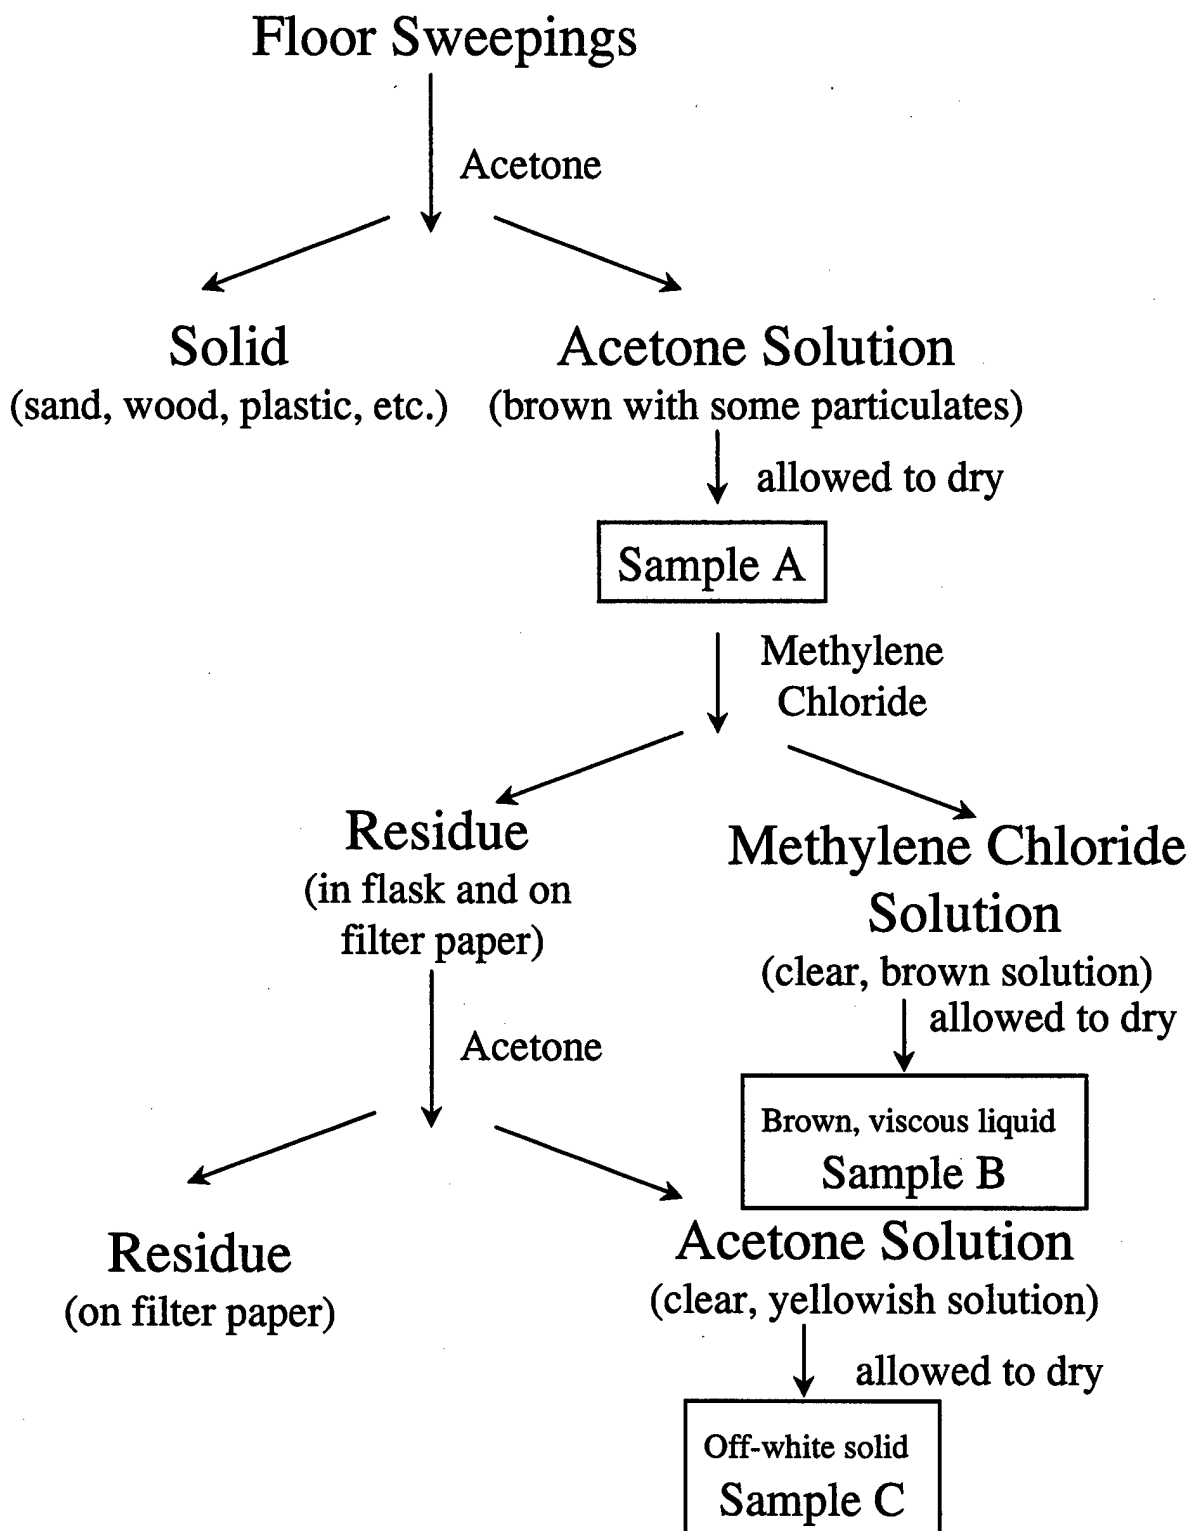 Floor Sweepings
Acetone
Solid
(sand, wood, plastic, etc.)
Acetone Solution
(brown with some particulates)
allowed to dry
Sample A
Methylene
Chloride
Residue
(in flask and on
filter paper)
Methylene Chloride
Solution
(clear, brown solution)
allowed to dry
Acetone
Brown, viscous liquid
Sample B
Residue
(on filter paper)
Acetone Solution
(clear, yellowish solution)
allowed to dry
Off-white solid
Sample C